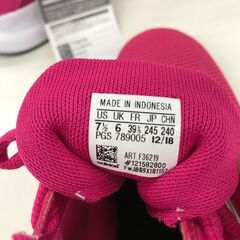 MADE IN INDONESIA
US UK FR JP CHN
7½ 6 39⅓ 245 240
PGS 789005 12/18
ART F36219
#121582800